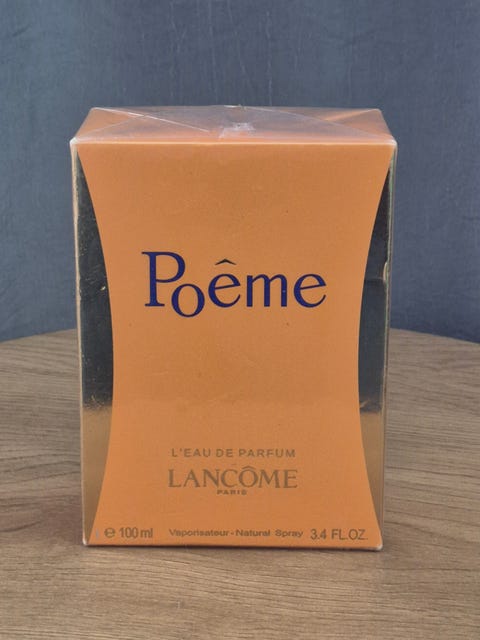 Poême
L'EAU DE PARFUM
LANCÔME
PARIS
℮ 100 ml Vaporisateur - Natural Spray 3.4 FL.OZ.